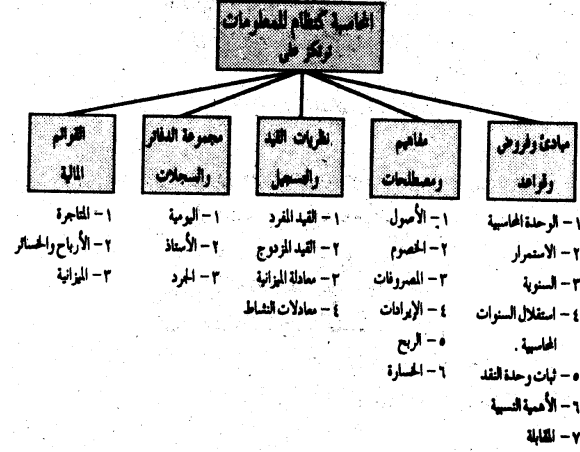 المحاسبة كنظام للمعلومات
ترتكز على
مبادئ وفروض
وقواعد
١- الوحدة المحاسبية
٢- الاستمرار
٣- السنوية
٤- استقلال السنوات
المحاسبية .
٥- ثبات وحدة النقد
٦- الأهمية النسبية
٧- المقابلة
مفاهيم
ومصطلحات
١- الأصول
٢- الخصوم
٣- المصروفات
٤- الإيرادات
٥- الربح
٦- الخسارة
نظريات القيد
والتسجيل
١- القيد المفرد
٢- القيد المزدوج
٣- معادلة الميزانية
٤- معادلات النشاط
مجموعة الدفاتر
والسجلات
١- اليومية
٢- الأستاذ
٣- الجرد
القوائم
المالية
١- المتاجرة
٢- الأرباح والخسائر
٣- الميزانية